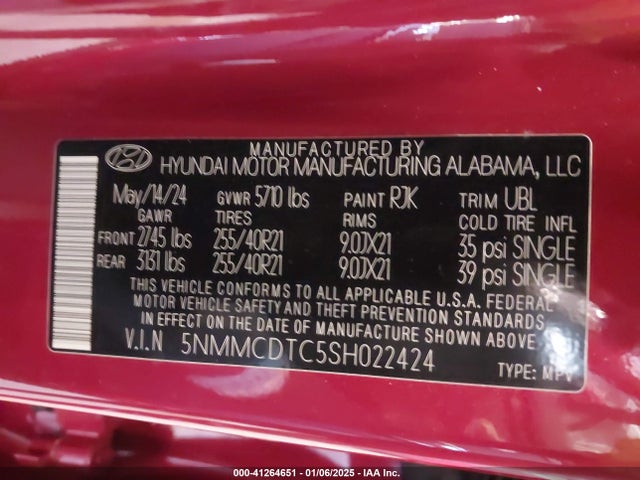 MANUFACTURED BY
HYUNDAI MOTOR MANUFACTURING ALABAMA, LLC
May/14/24 GVWR 5710 lbs PAINT RJK TRIM UBL
GAWR TIRES RIMS COLD TIRE INFL
FRONT 2745 lbs 255/40R21 9.0JX21 35 psi SINGLE
REAR 3131 lbs 255/40R21 9.0JX21 39 psi SINGLE
THIS VEHICLE CONFORMS TO ALL APPLICABLE U.S.A. FEDERAL
MOTOR VEHICLE SAFETY AND THEFT PREVENTION STANDARDS
IN EFFECT ON THE DATE OF MANUFACTURE SHOWN ABOVE.
V.I.N 5NMMCDTC5SH022424
TYPE: MPV
000-41264651 - 01/06/2025 - IAA Inc.